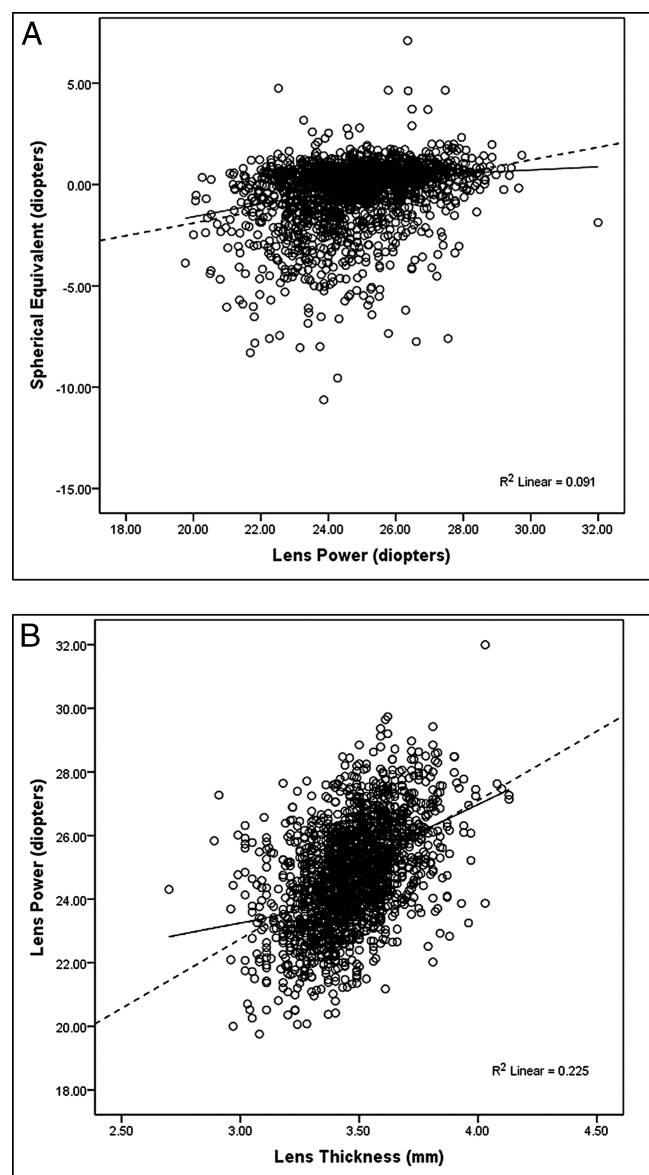 A
Spherical Equivalent (diopters)
5.00
0.00
-5.00
-10.00
-15.00
R² Linear = 0.091
18.00 20.00 22.00 24.00 26.00 28.00 30.00 32.00
Lens Power (diopters)
B
Lens Power (diopters)
32.00
30.00
28.00
26.00
24.00
22.00
20.00
18.00
R² Linear = 0.225
2.50 3.00 3.50 4.00 4.50
Lens Thickness (mm)